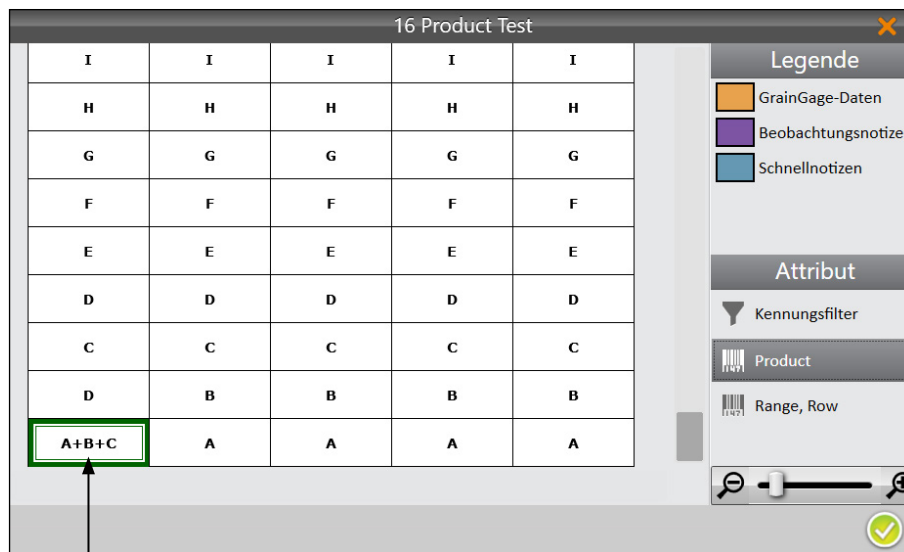 16 Product Test
I I I I I
H H H H H
G G G G G
F F F F F
E E E E E
D D D D D
C C C C C
D B B B B
A+B+C A A A A
Legende
GrainGage-Daten
Beobachtungsnotize
Schnellnotizen
Attribut
Kennungsfilter
Product
Range, Row